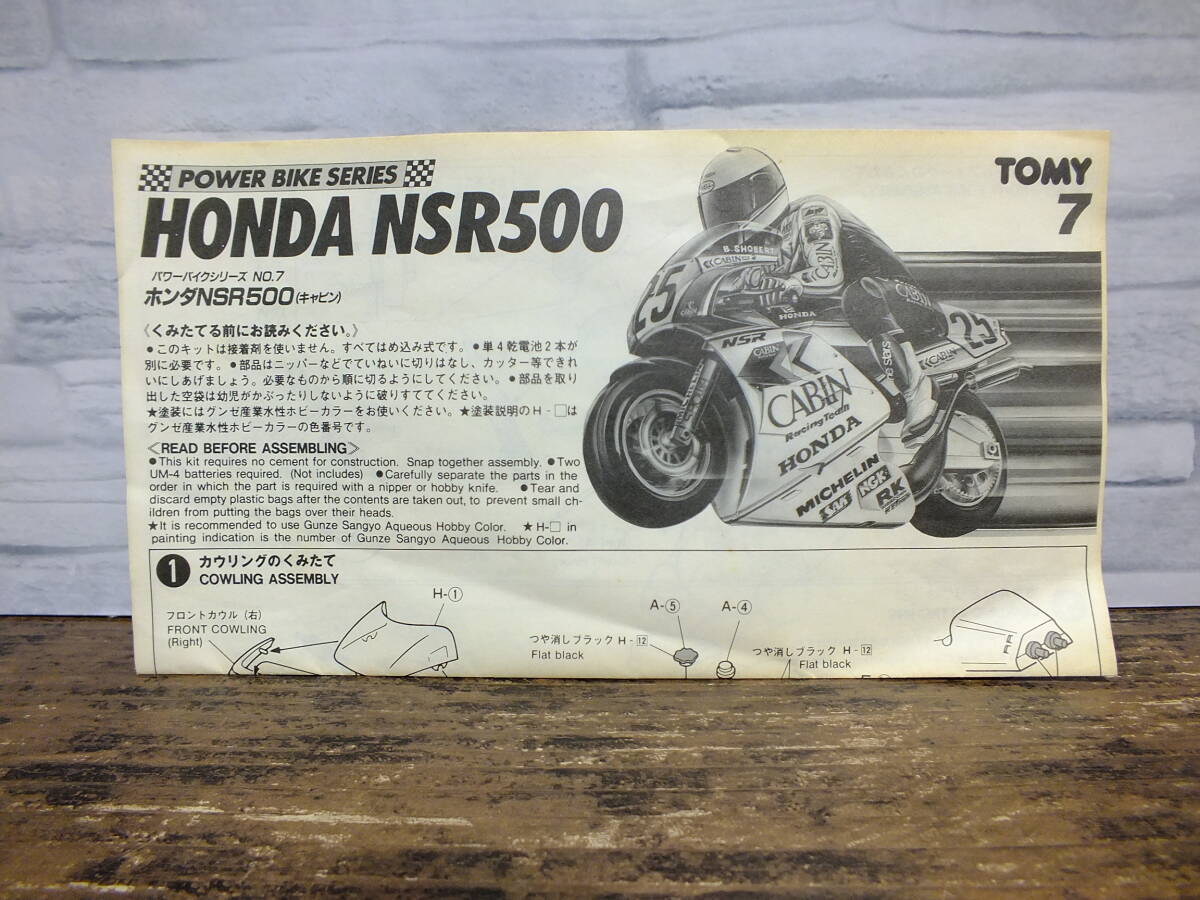 POWER BIKE SERIES
HONDA NSR500
TOMY
7
パワーバイクシリーズ NO.7
ホンダNSR500(キャビン)
《くみたてる前にお読みください。》
●このキットは接着剤を使いません。すべてはめ込み式です。●単4乾電池2本が
別に必要です。●部品はニッパーなどでていねいに切りはなし、カッター等できれ
いにしあげましょう。必要なものから順に切るようにしてください。●部品を取り
出した空袋は幼児がかぶったりしないように破りすててください。
★塗装にはグンゼ産業水性ホビーカラーをお使いください。★塗装説明のH-□は
グンゼ産業水性ホビーカラーの色番号です。
《READ BEFORE ASSEMBLING》
●This kit requires no cement for construction. Snap together assembly. ●Two
UM-4 batteries required. (Not includes) ●Carefully separate the parts in the
order in which the part is required with a nipper or hobby knife. ●Tear and
discard empty plastic bags after the contents are taken out, to prevent small ch-
ildren from putting the bags over their heads.
★It is recommended to use Gunze Sangyo Aqueous Hobby Color. ★H-□ in
painting indication is the number of Gunze Sangyo Aqueous Hobby Color.
B. SHOBERT
CABIN
CABIN
CABIN
25
HONDA
NSR
CABIN
25
CABIN
CABIN
Racing Team
HONDA
MICHELIN
NGK
RK
1 カウリングのくみたて
COWLING ASSEMBLY
フロントカウル(右)
FRONT COWLING
(Right)
H-①
A-⑤
A-④
つや消しブラック H-12
Flat black
つや消しブラック H-12
Flat black